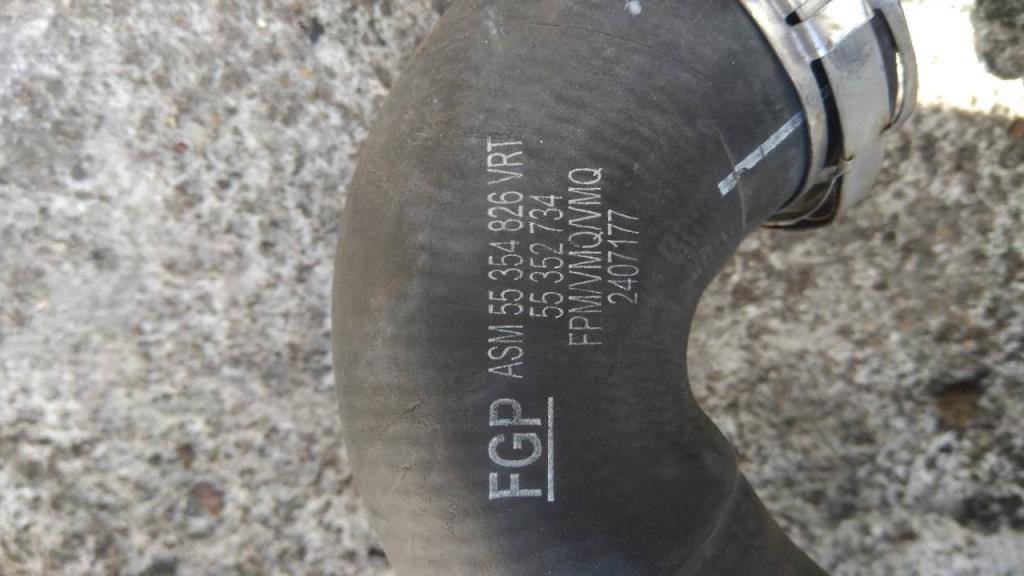 FGP ASM 55 354 826 VRT
55 352 734
FPM/VMQ/VMQ
2407177